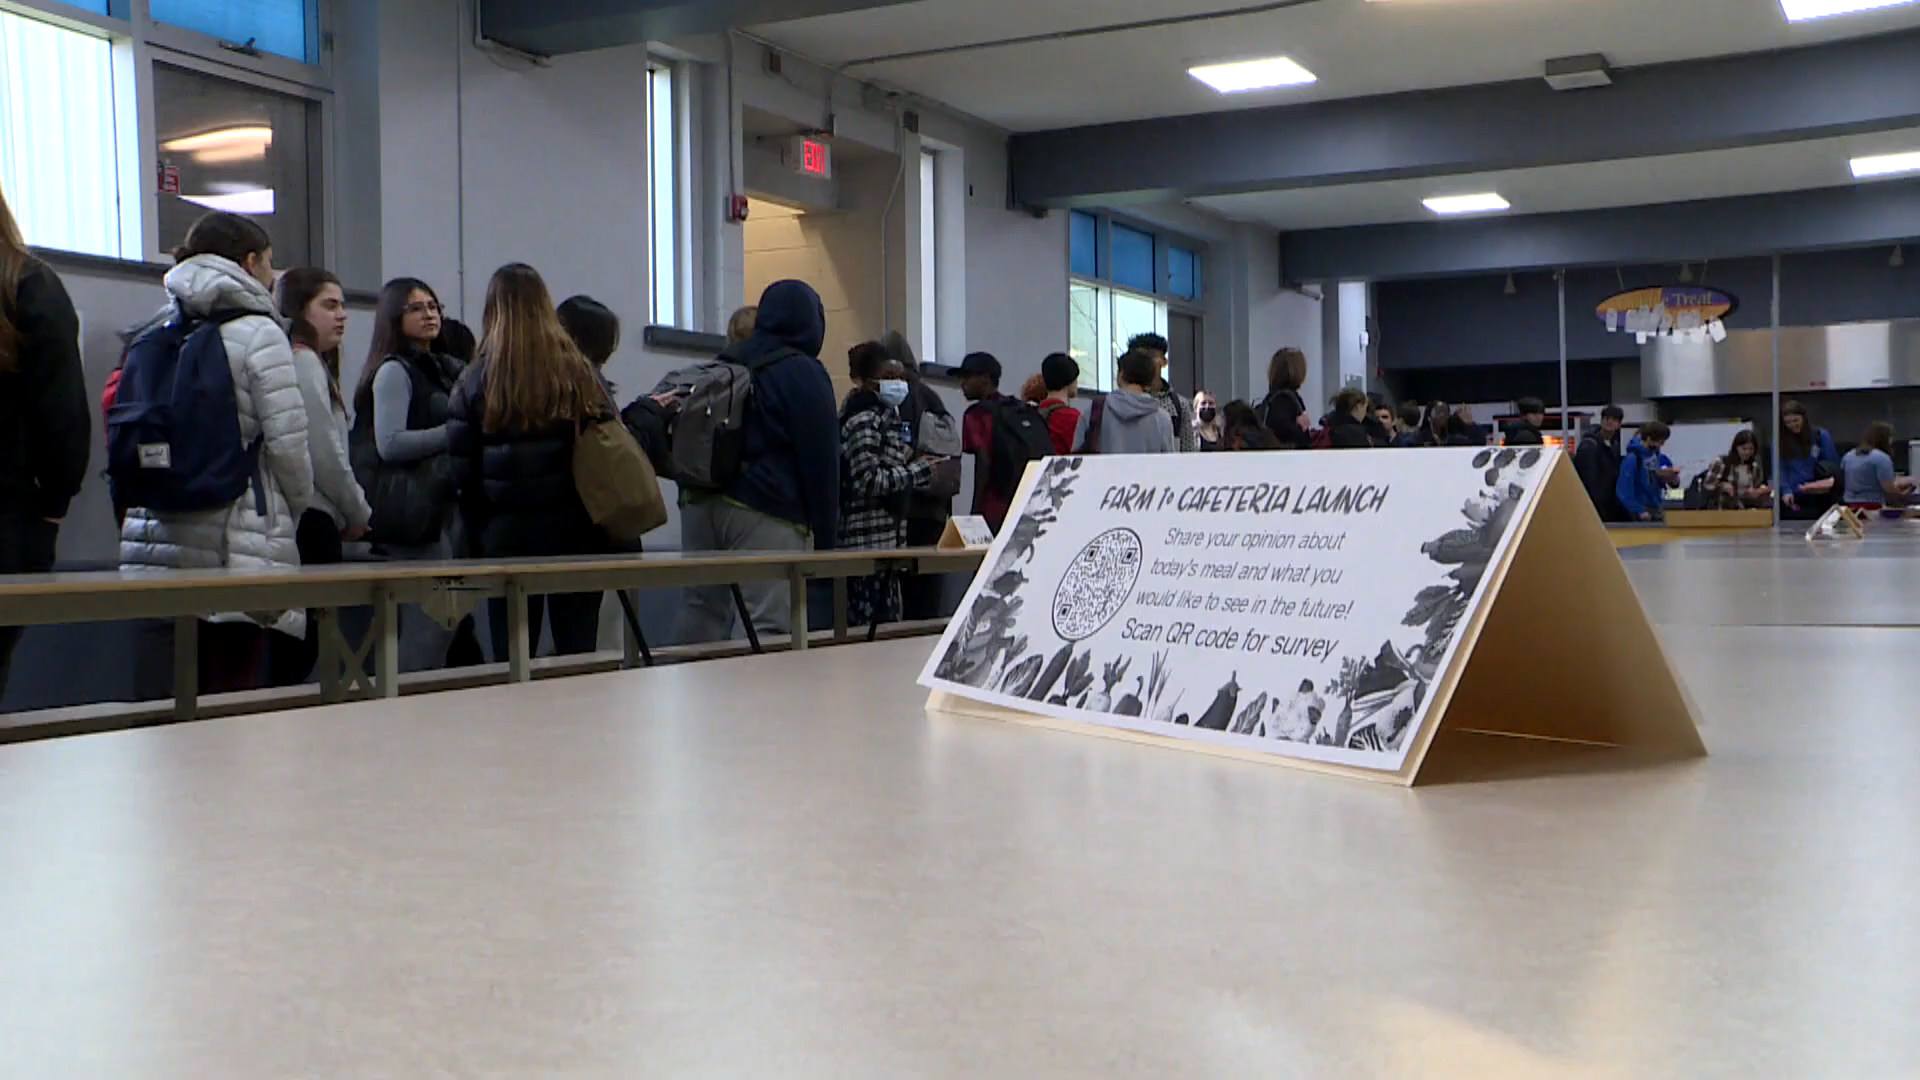 EXIT
Treat
FARM To CAFETERIA LAUNCH
Share your opinion about
today's meal and what you
would like to see in the future!
Scan QR code for survey